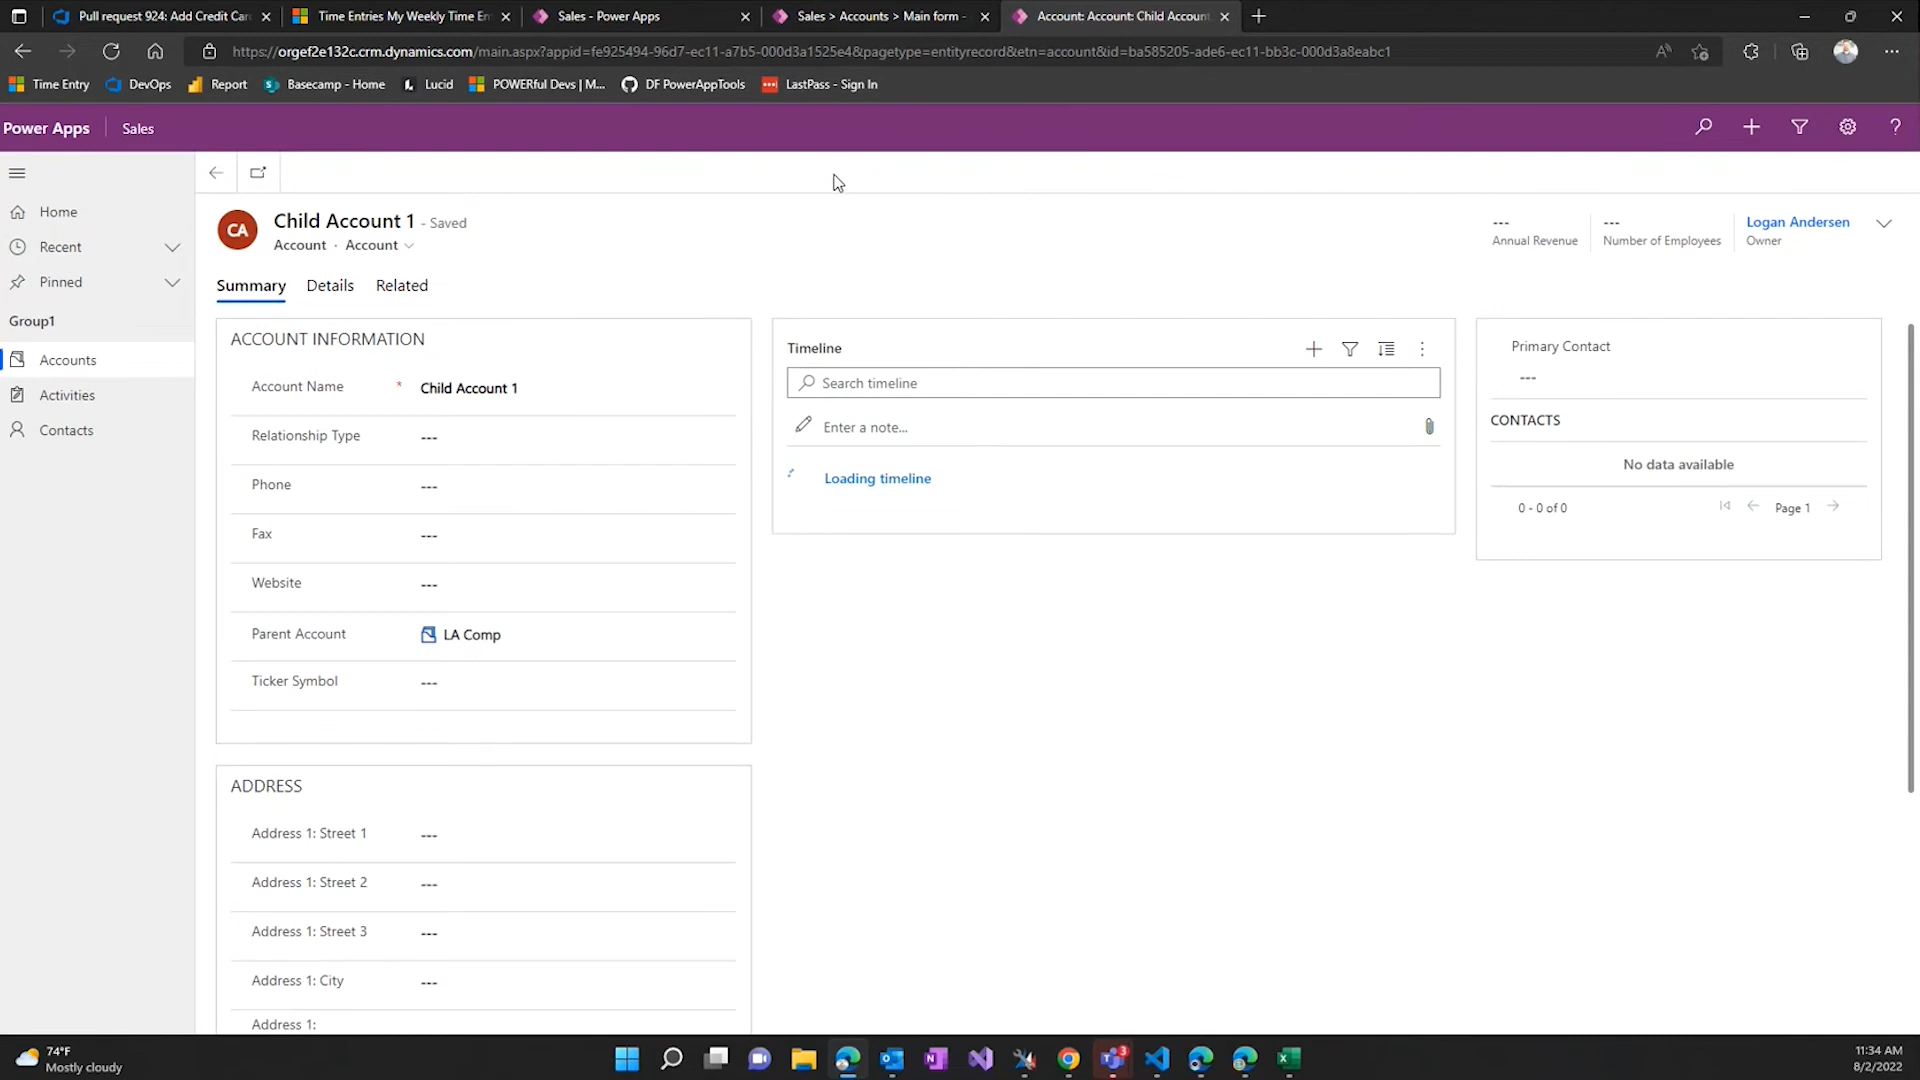 Pull request 924: Add Credit Car
Time Entries My Weekly Time En
Sales - Power Apps
Sales > Accounts > Main form -
Account: Account: Child Account
https://orgef2e132c.crm.dynamics.com/main.aspx?appid=fe925494-96d7-ec11-a7b5-000d3a1525e4&pagetype=entityrecord&etn=account&id=ba585205-ade6-ec11-bb3c-000d3a8eabc1
Time Entry
DevOps
Report
Basecamp - Home
Lucid
POWERful Devs | M...
DF PowerAppTools
LastPass - Sign In
Power Apps
Sales
Home
Recent
Pinned
Group1
Accounts
Activities
Contacts
CA
Child Account 1 - Saved
Account · Account
---
Annual Revenue
---
Number of Employees
Logan Andersen
Owner
Summary
Details
Related
ACCOUNT INFORMATION
Account Name * Child Account 1
Relationship Type ---
Phone ---
Fax ---
Website ---
Parent Account LA Comp
Ticker Symbol ---
ADDRESS
Address 1: Street 1 ---
Address 1: Street 2 ---
Address 1: Street 3 ---
Address 1: City ---
Address 1:
Timeline
Search timeline
Enter a note...
Loading timeline
Primary Contact
---
CONTACTS
No data available
0 - 0 of 0
Page 1
74°F
Mostly cloudy
3
11:34 AM
8/2/2022